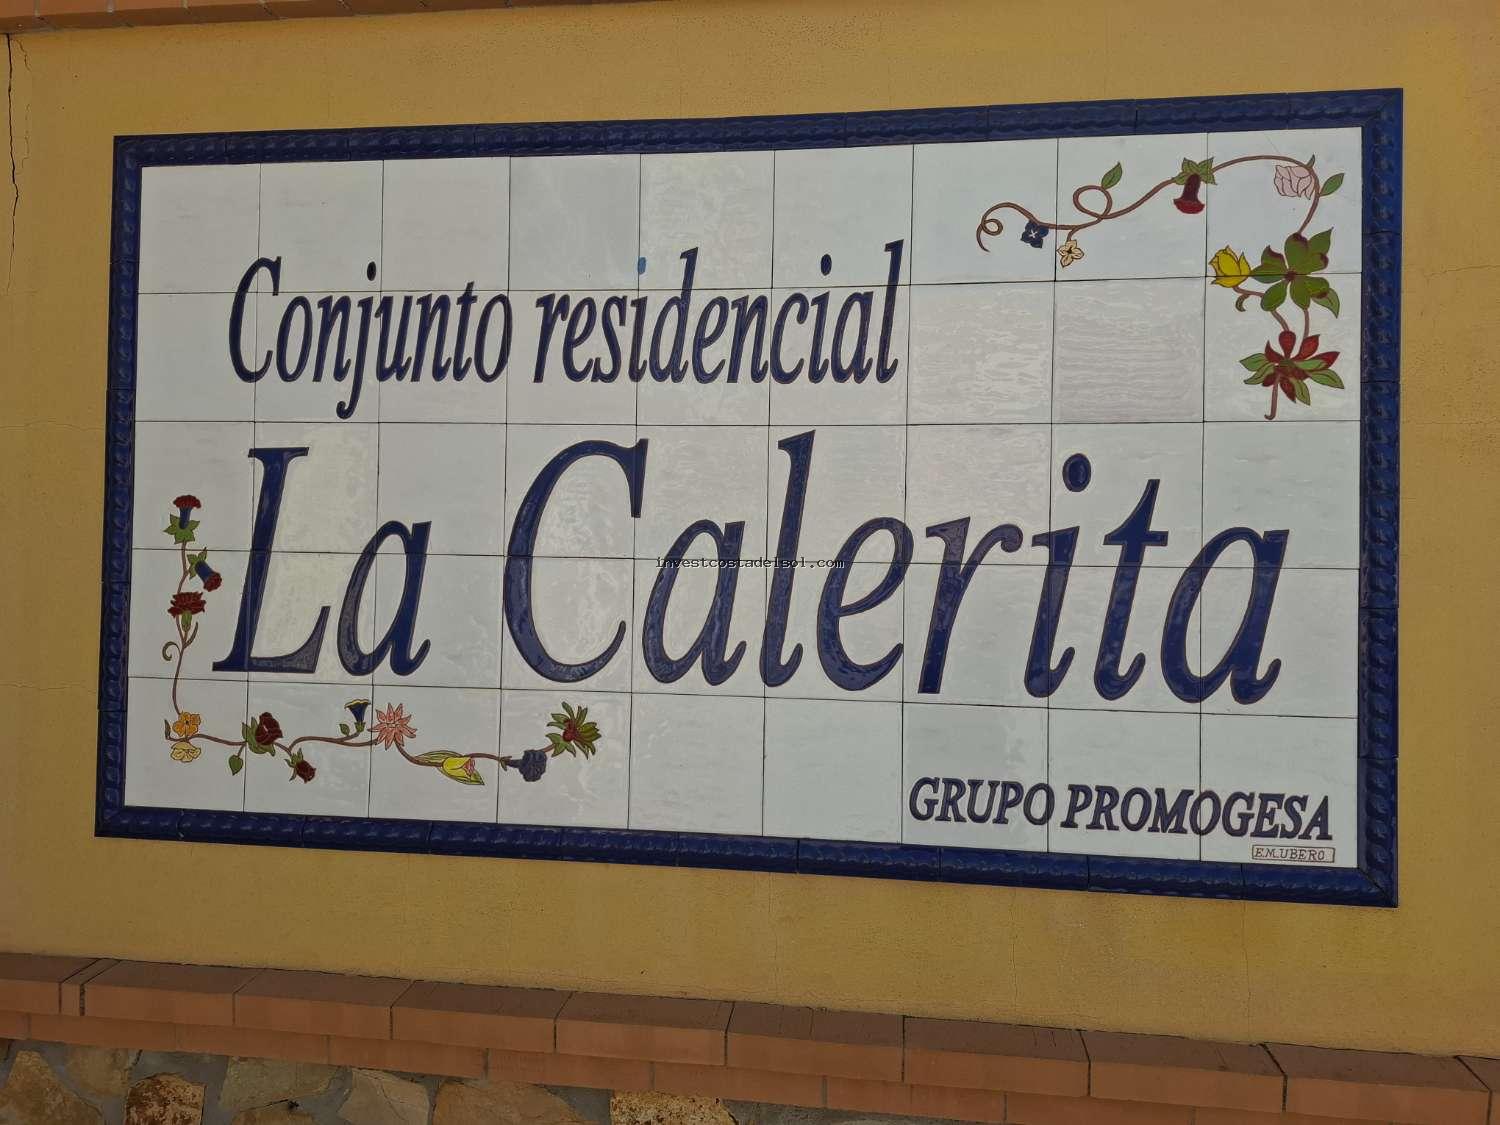 Conjunto residencial
La Calerita
investcostadelsol.com
GRUPO PROMOGESA
E.M.UBERO